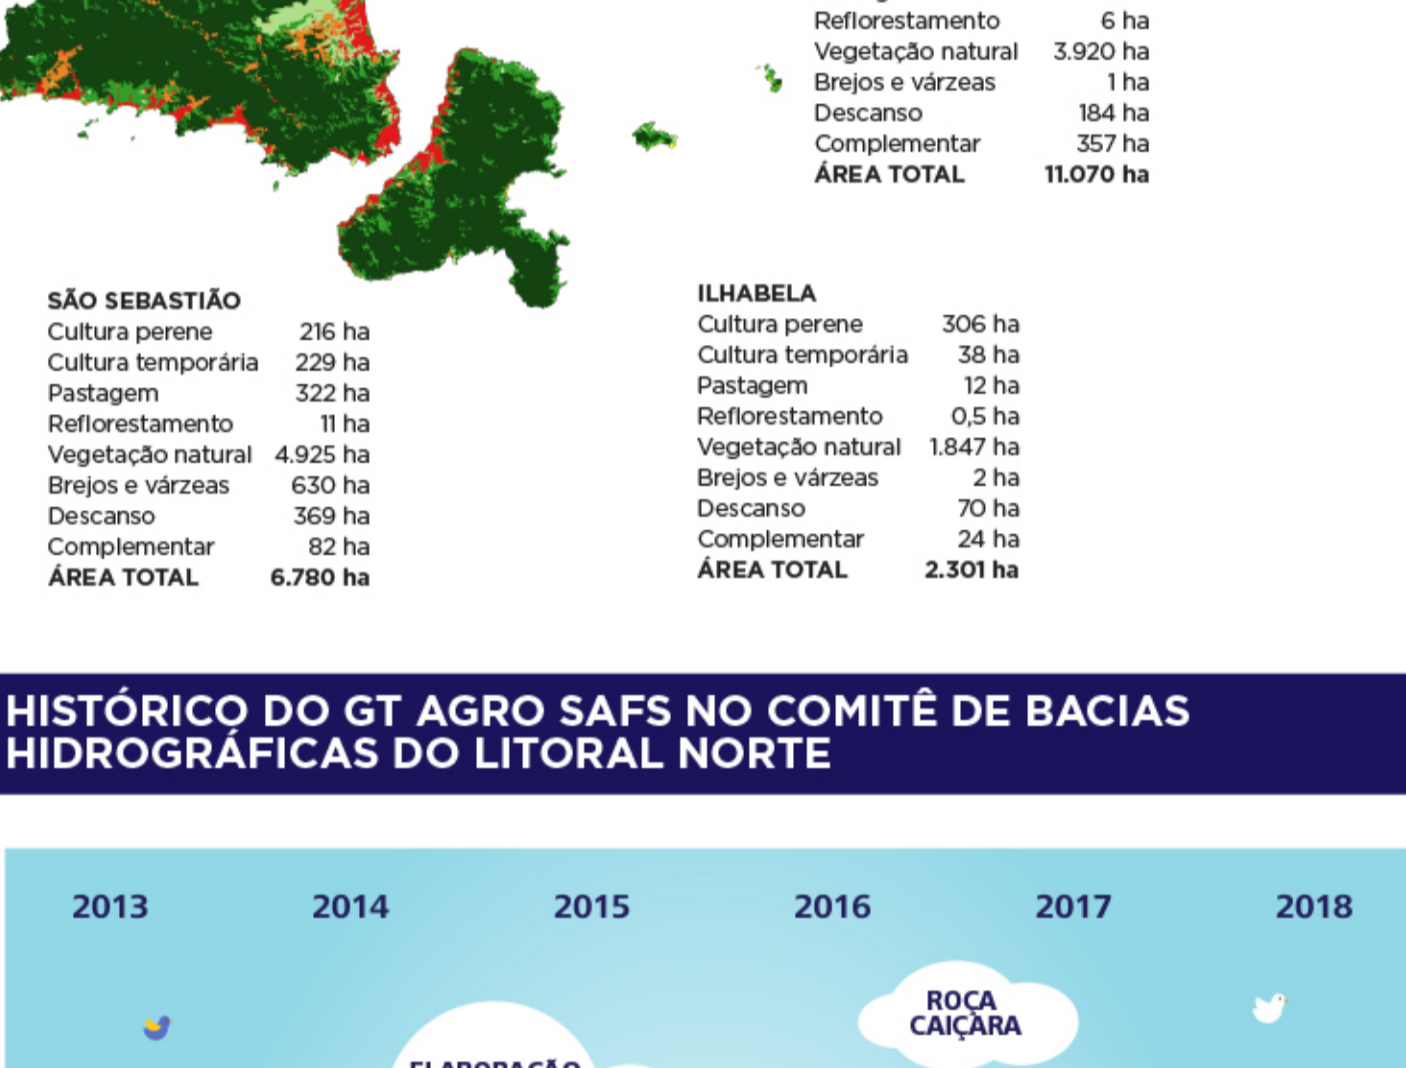 Reflorestamento 6 ha
Vegetação natural 3.920 ha
Brejos e várzeas 1 ha
Descanso 184 ha
Complementar 357 ha
ÁREA TOTAL 11.070 ha
SÃO SEBASTIÃO
Cultura perene 216 ha
Cultura temporária 229 ha
Pastagem 322 ha
Reflorestamento 11 ha
Vegetação natural 4.925 ha
Brejos e várzeas 630 ha
Descanso 369 ha
Complementar 82 ha
ÁREA TOTAL 6.780 ha
ILHABELA
Cultura perene 306 ha
Cultura temporária 38 ha
Pastagem 12 ha
Reflorestamento 0,5 ha
Vegetação natural 1.847 ha
Brejos e várzeas 2 ha
Descanso 70 ha
Complementar 24 ha
ÁREA TOTAL 2.301 ha
HISTÓRICO DO GT AGRO SAFS NO COMITÊ DE BACIAS
HIDROGRÁFICAS DO LITORAL NORTE
2013 2014 2015 2016 2017 2018
ROÇA
CAIÇARA
ELABORAÇÃO